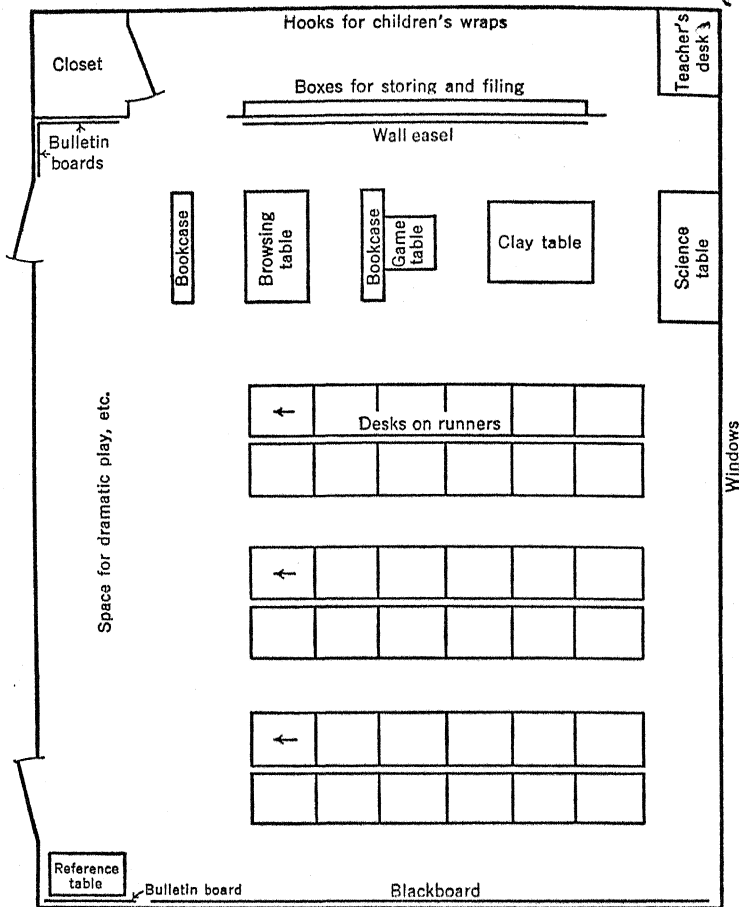 Hooks for children's wraps
Closet
Teacher's
desk
Boxes for storing and filing
Wall easel
Bulletin
boards
Bookcase
Browsing
table
Bookcase
Game
table
Clay table
Science
table
Desks on runners
Space for dramatic play, etc.
Windows
Reference
table
Bulletin board
Blackboard